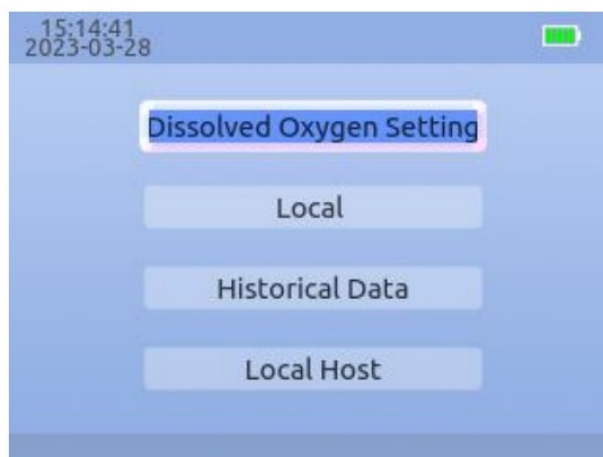 15:14:41
2023-03-28
Dissolved Oxygen Setting
Local
Historical Data
Local Host